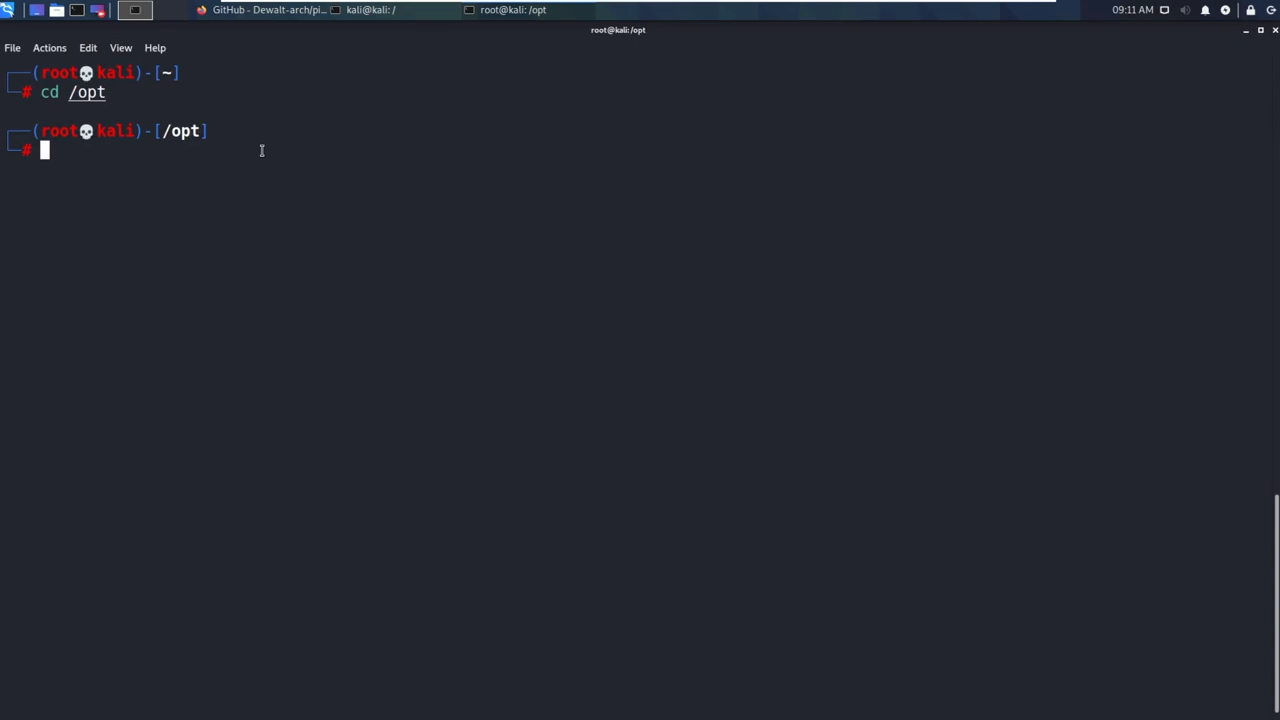 GitHub - Dewalt-arch/pi...
kali@kali: /
root@kali: /opt
09:11 AM
root@kali: /opt
File Actions Edit View Help
(root💀kali)-[~]
# cd /opt
(root💀kali)-[/opt]
#